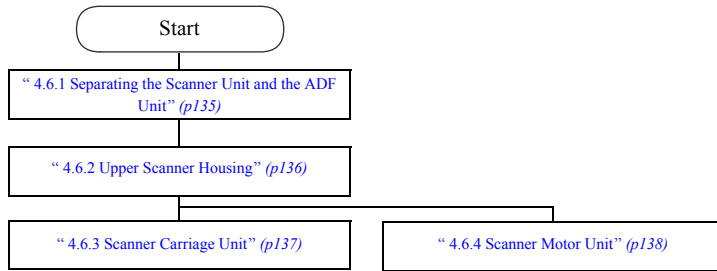 Start
“ 4.6.1 Separating the Scanner Unit and the ADF
Unit” (p135)
“ 4.6.2 Upper Scanner Housing” (p136)
“ 4.6.3 Scanner Carriage Unit” (p137)
“ 4.6.4 Scanner Motor Unit” (p138)